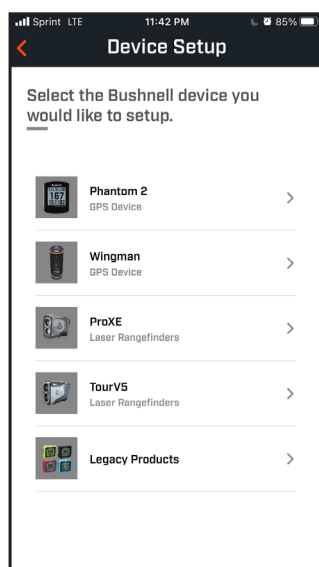 Sprint LTE 11:42 PM 85%
Device Setup
Select the Bushnell device you
would like to setup.
Phantom 2
GPS Device
Wingman
GPS Device
ProXE
Laser Rangefinders
TourV5
Laser Rangefinders
Legacy Products